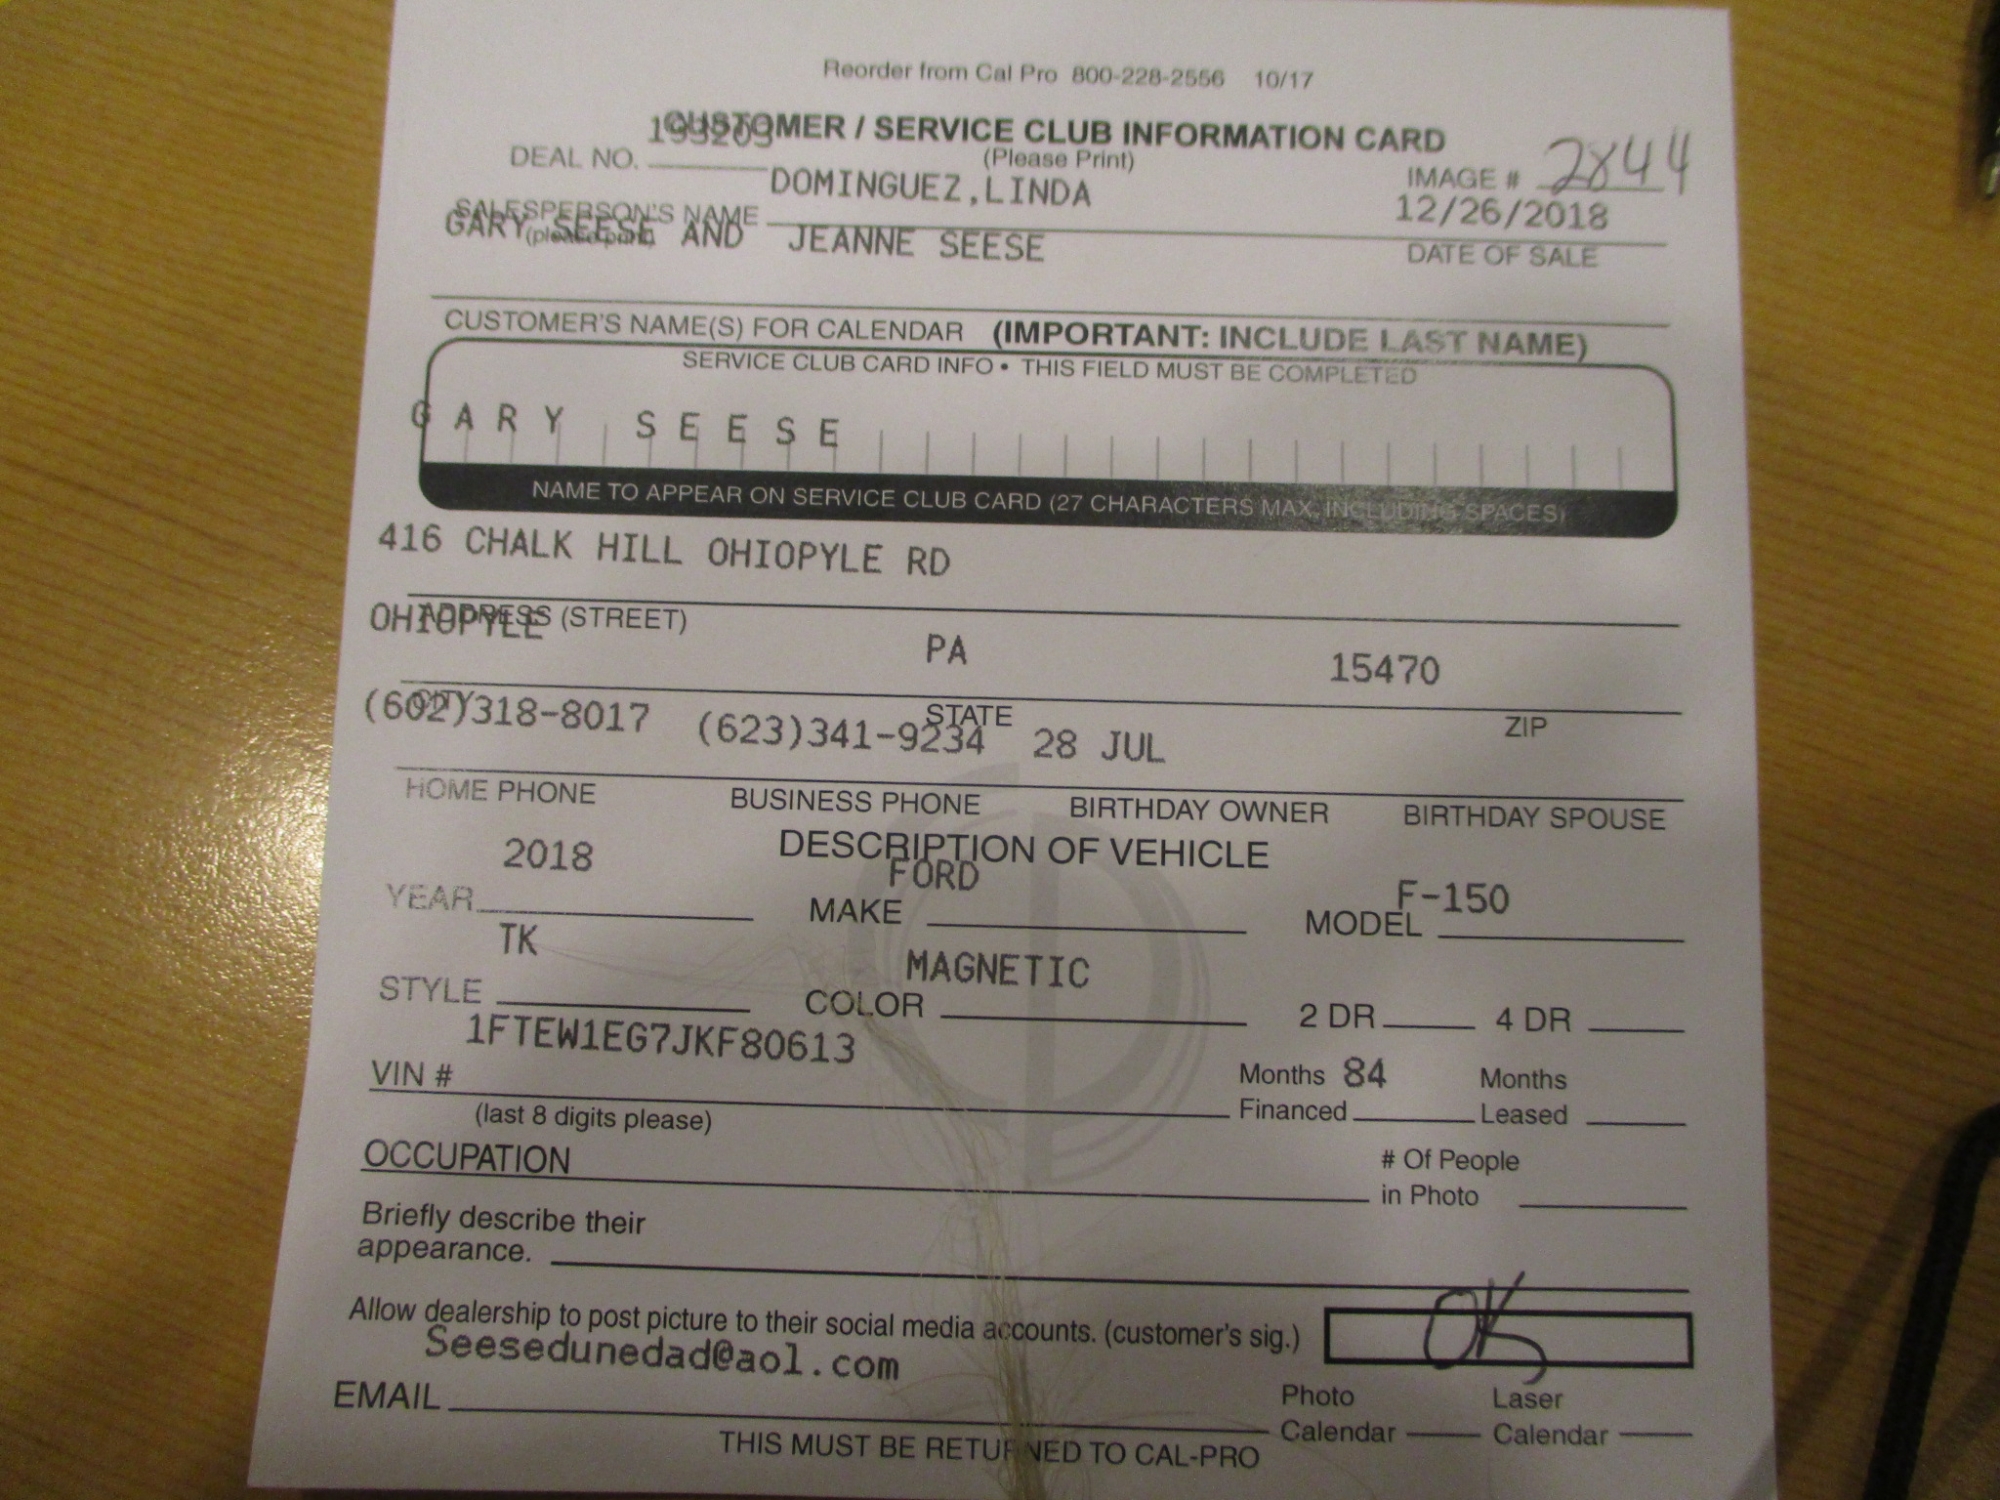 Reorder from Cal Pro 800-228-2556 10/17
CUSTOMER / SERVICE CLUB INFORMATION CARD
(Please Print)
DEAL NO. 193203
IMAGE # 2844
DOMINGUEZ,LINDA
12/26/2018
SALESPERSON'S NAME
(please print)
DATE OF SALE
GARY SEESE AND JEANNE SEESE
CUSTOMER'S NAME(S) FOR CALENDAR (IMPORTANT: INCLUDE LAST NAME)
SERVICE CLUB CARD INFO • THIS FIELD MUST BE COMPLETED
GARY SEESE
NAME TO APPEAR ON SERVICE CLUB CARD (27 CHARACTERS MAX, INCLUDING SPACES)
416 CHALK HILL OHIOPYLE RD
ADDRESS (STREET)
OHIOPYLE PA 15470
CITY STATE ZIP
(602)318-8017 (623)341-9234 28 JUL
HOME PHONE BUSINESS PHONE BIRTHDAY OWNER BIRTHDAY SPOUSE
DESCRIPTION OF VEHICLE
2018 FORD F-150
YEAR MAKE MODEL
TK MAGNETIC
STYLE COLOR 2 DR 4 DR
1FTEW1EG7JKF80613
VIN #
(last 8 digits please)
Months Financed 84
Months Leased
OCCUPATION
# Of People in Photo
Briefly describe their
appearance.
Allow dealership to post picture to their social media accounts. (customer's sig.) OK
Seesedunedad@aol.com
EMAIL
Photo Calendar
Laser Calendar
THIS MUST BE RETURNED TO CAL-PRO